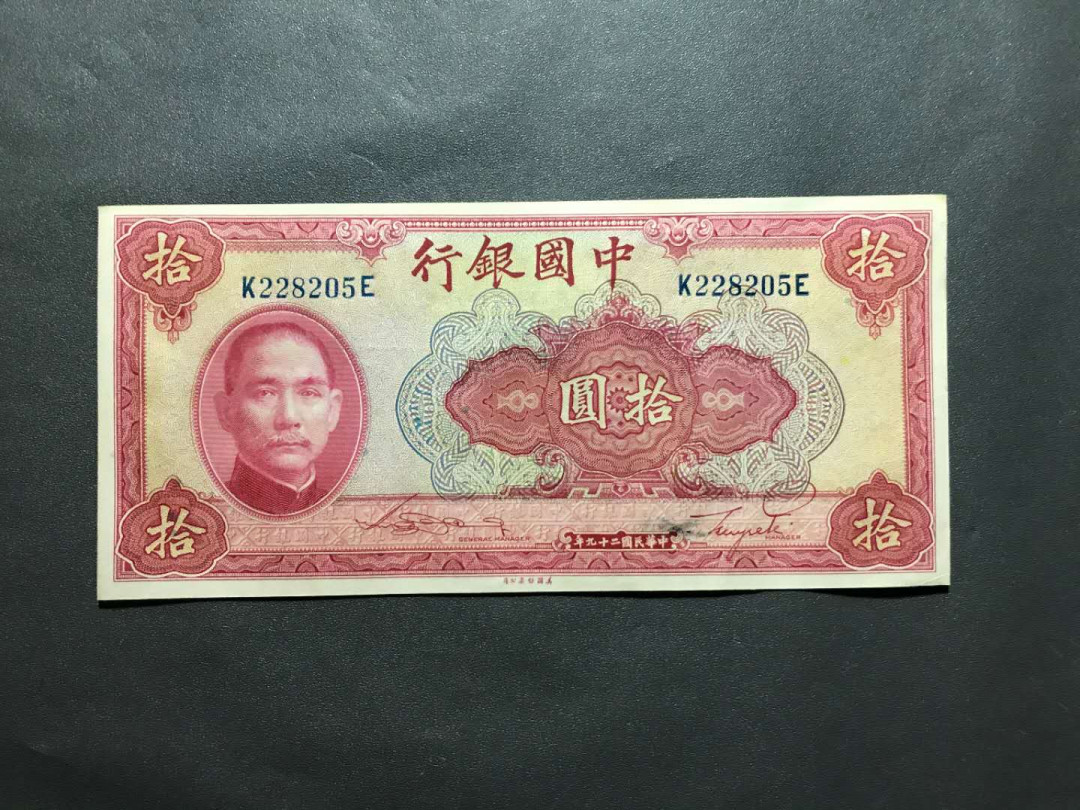 中國銀行
拾
拾
K228205E
K228205E
拾圓
GENERAL MANAGER
MANAGER
中華民國二十九年
拾
拾